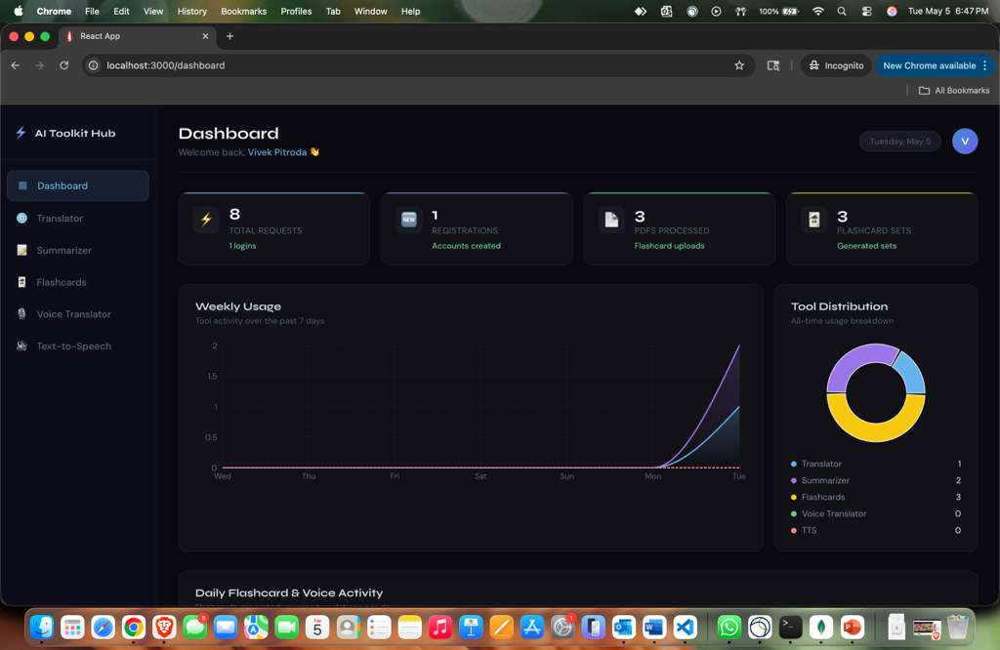 Chrome File Edit View History Bookmarks Profiles Tab Window Help
100%
Tue May 5 6:47 PM
React App
localhost:3000/dashboard
Incognito
New Chrome available
All Bookmarks
AI Toolkit Hub
Dashboard
Translator
Summarizer
Flashcards
Voice Translator
Text-to-Speech
Dashboard
Welcome back, Vivek Pitroda 👋
Tuesday, May 5
V
8
TOTAL REQUESTS
1 logins
NEW
1
REGISTRATIONS
Accounts created
3
PDFS PROCESSED
Flashcard uploads
3
FLASHCARD SETS
Generated sets
Weekly Usage
Tool activity over the past 7 days
2
1.5
1
0.5
0
Wed Thu Fri Sat Sun Mon Tue
Tool Distribution
All-time usage breakdown
Translator 1
Summarizer 2
Flashcards 3
Voice Translator 0
TTS 0
Daily Flashcard & Voice Activity